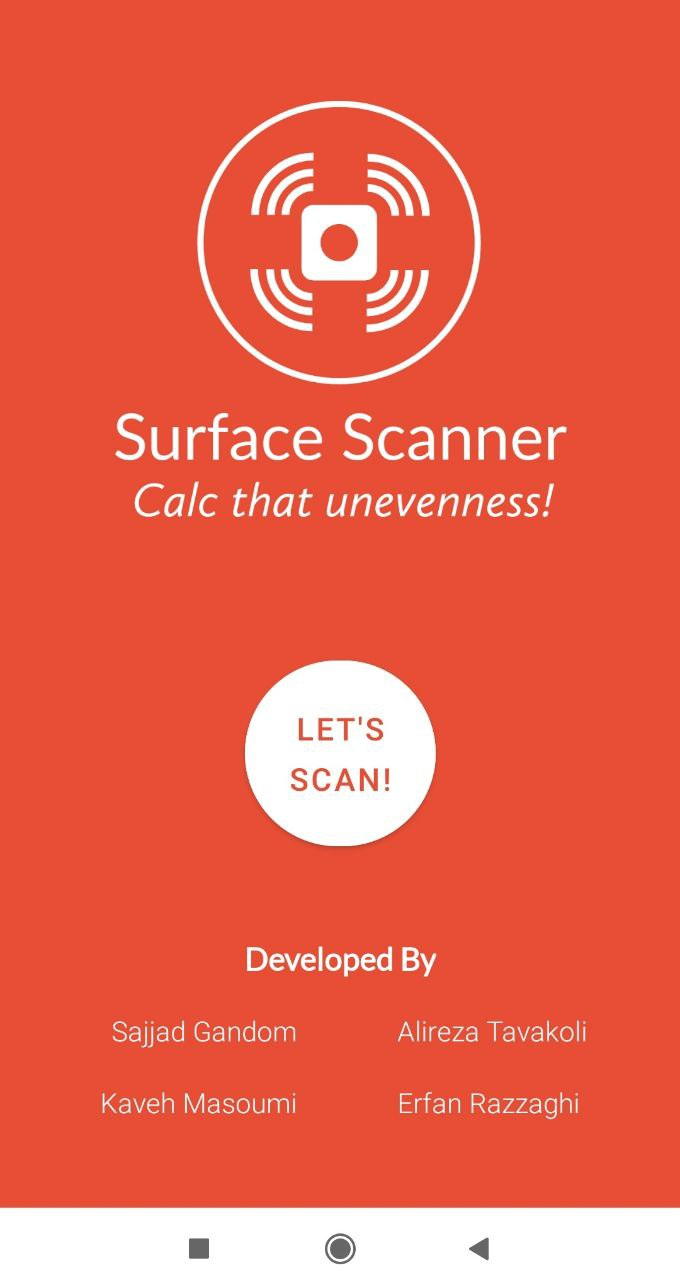 Surface Scanner
Calc that unevenness!
LET'S
SCAN!
Developed By
Sajjad Gandom
Alireza Tavakoli
Kaveh Masoumi
Erfan Razzaghi